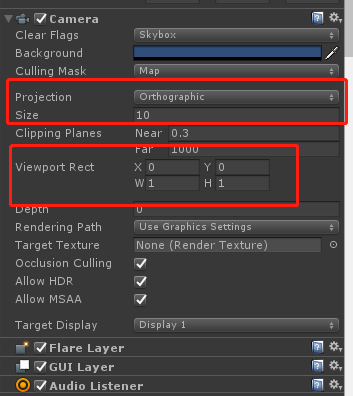 Camera
Clear Flags Skybox
Background
Culling Mask Map
Projection Orthographic
Size 10
Clipping Planes Near 0.3
Far 1000
Viewport Rect X 0 Y 0
W 1 H 1
Depth 0
Rendering Path Use Graphics Settings
Target Texture None (Render Texture)
Occlusion Culling
Allow HDR
Allow MSAA
Target Display Display 1
Flare Layer
GUI Layer
Audio Listener